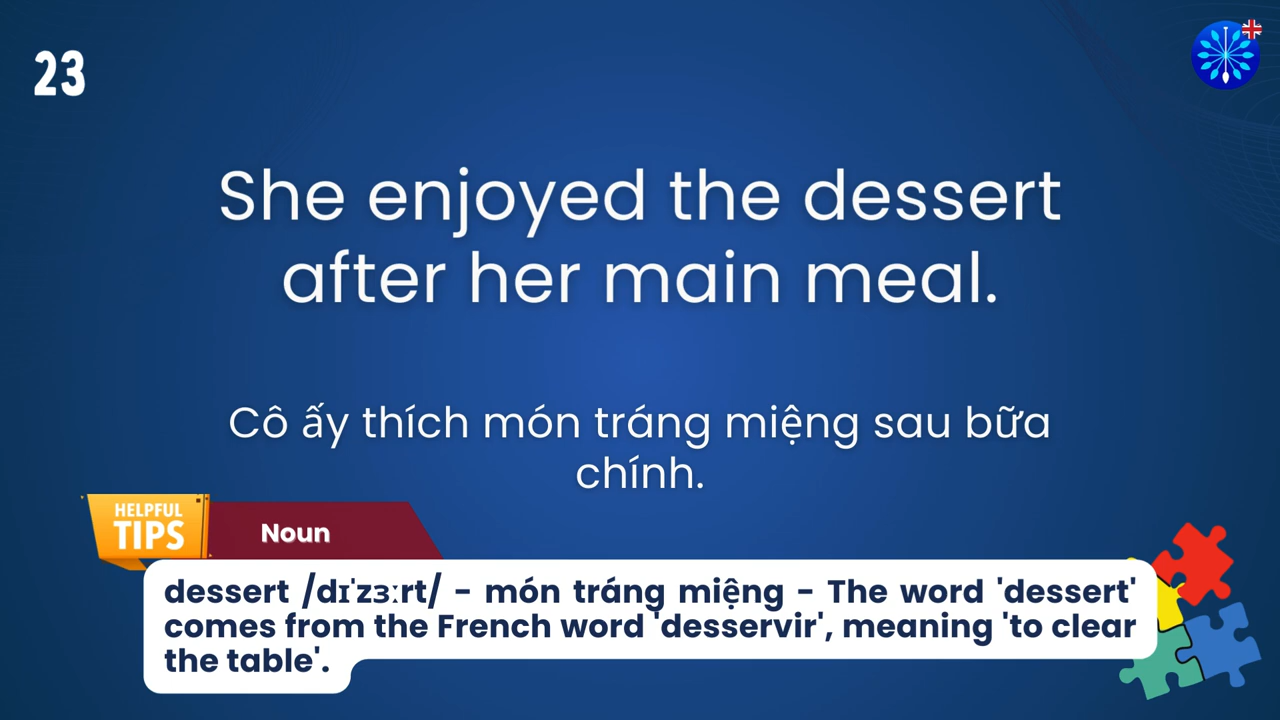 23
She enjoyed the dessert
after her main meal.
Cô ấy thích món tráng miệng sau bữa
chính.
HELPFUL
TIPS
Noun
dessert /dɪˈzɜːrt/ - món tráng miệng - The word 'dessert'
comes from the French word 'desservir', meaning 'to clear
the table'.